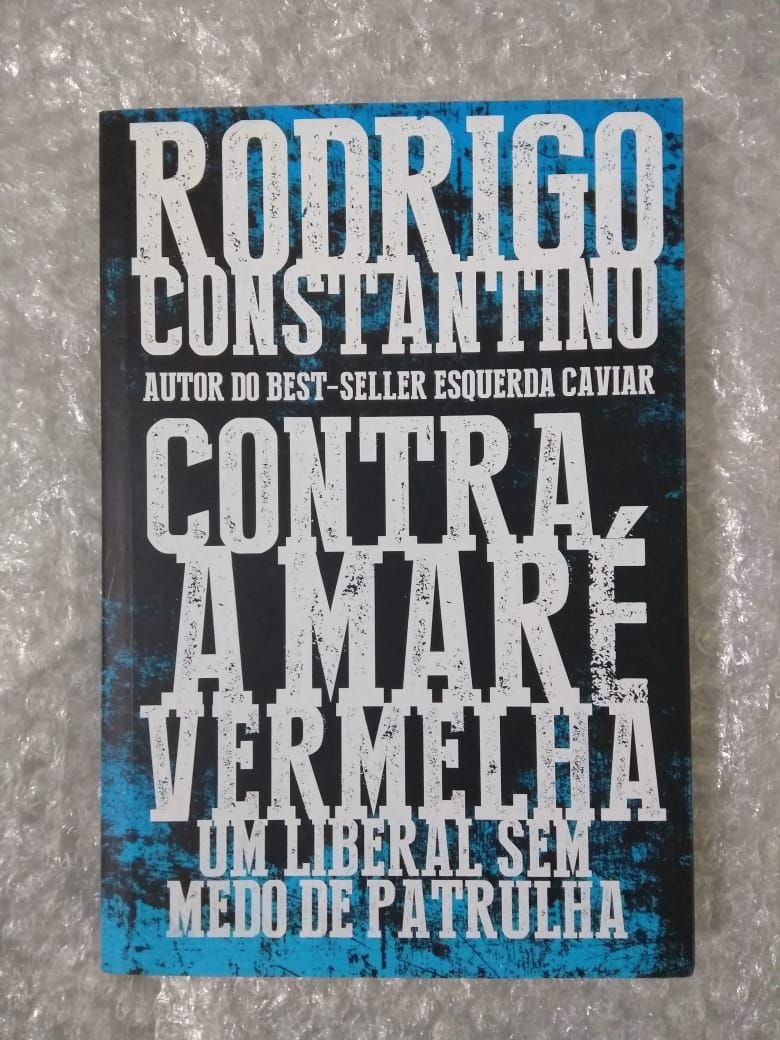 RODRIGO
CONSTANTINO
AUTOR DO BEST-SELLER ESQUERDA CAVIAR
CONTRA
A MARÉ
VERMELHA
UM LIBERAL SEM
MEDO DE PATRULHA